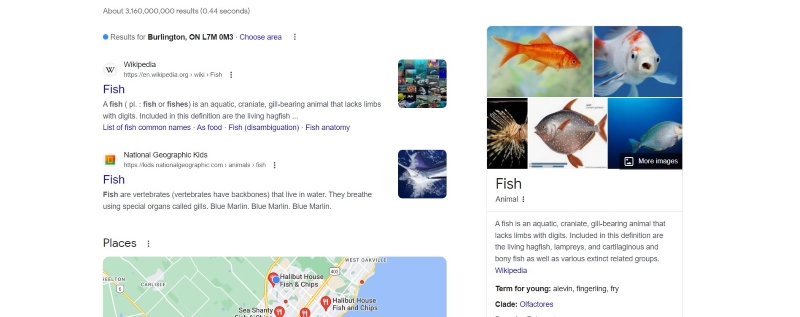 About 3,160,000,000 results (0.44 seconds)
Results for Burlington, ON L7M 0M3 · Choose area
W
Wikipedia
https://en.wikipedia.org › wiki › Fish
Fish
A fish ( pl. : fish or fishes) is an aquatic, craniate, gill-bearing animal that lacks limbs
with digits. Included in this definition are the living hagfish ...
List of fish common names · As food · Fish (disambiguation) · Fish anatomy
National Geographic Kids
https://kids.nationalgeographic.com › animals › fish
Fish
Fish are vertebrates (vertebrates have backbones) that live in water. They breathe
using special organs called gills. Blue Marlin. Blue Marlin. Blue Marlin.
Places
WEST OAKVILLE
403
CARLISLE
Halibut House
Fish & Chips
Halibut House
Fish and Chips
Sea Shanty
More images
Fish
Animal
A fish is an aquatic, craniate, gill-bearing animal that
lacks limbs with digits. Included in this definition are
the living hagfish, lampreys, and cartilaginous and
bony fish as well as various extinct related groups.
Wikipedia
Term for young: alevin, fingerling, fry
Clade: Olfactores